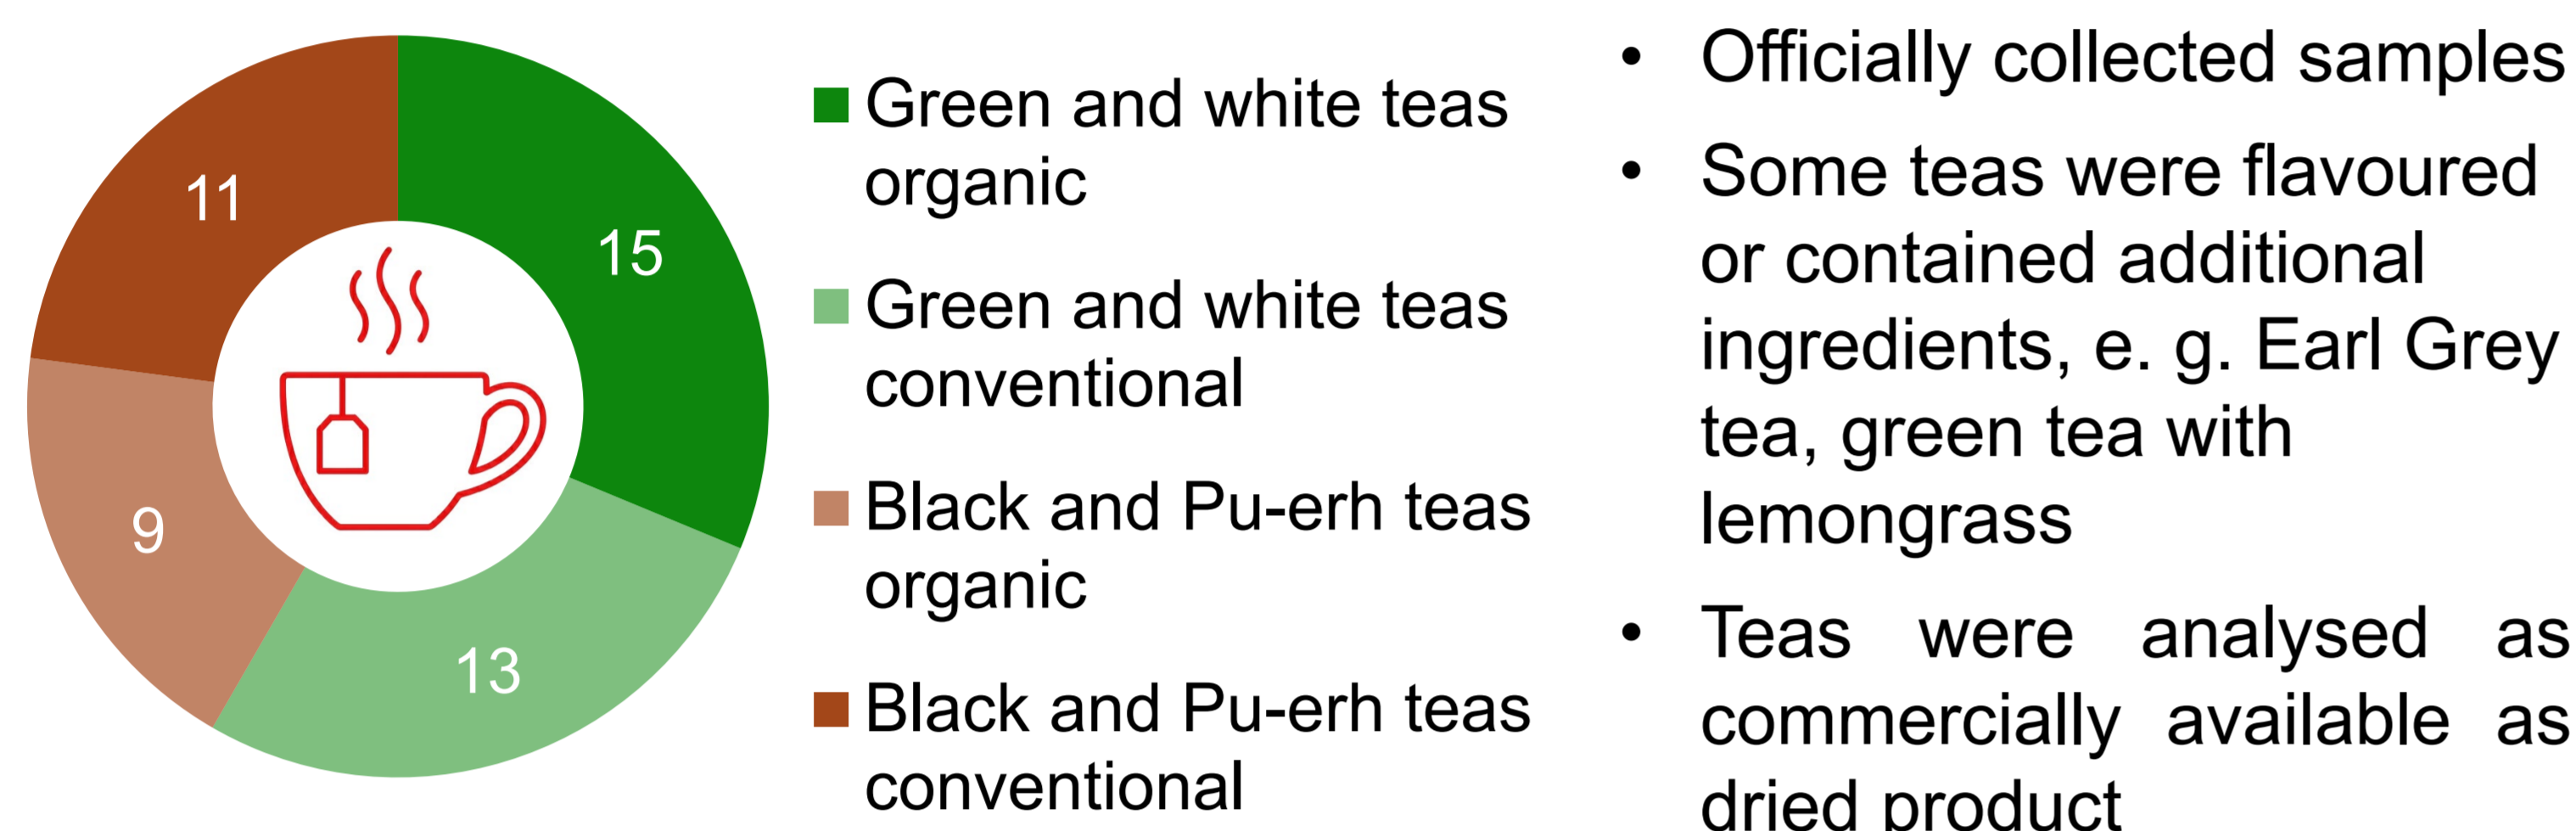 11
15
9
13
Green and white teas
organic
Green and white teas
conventional
Black and Pu-erh teas
organic
Black and Pu-erh teas
conventional
• Officially collected samples
• Some teas were flavoured
or contained additional
ingredients, e. g. Earl Grey
tea, green tea with
lemongrass
• Teas were analysed as
commercially available as
dried product